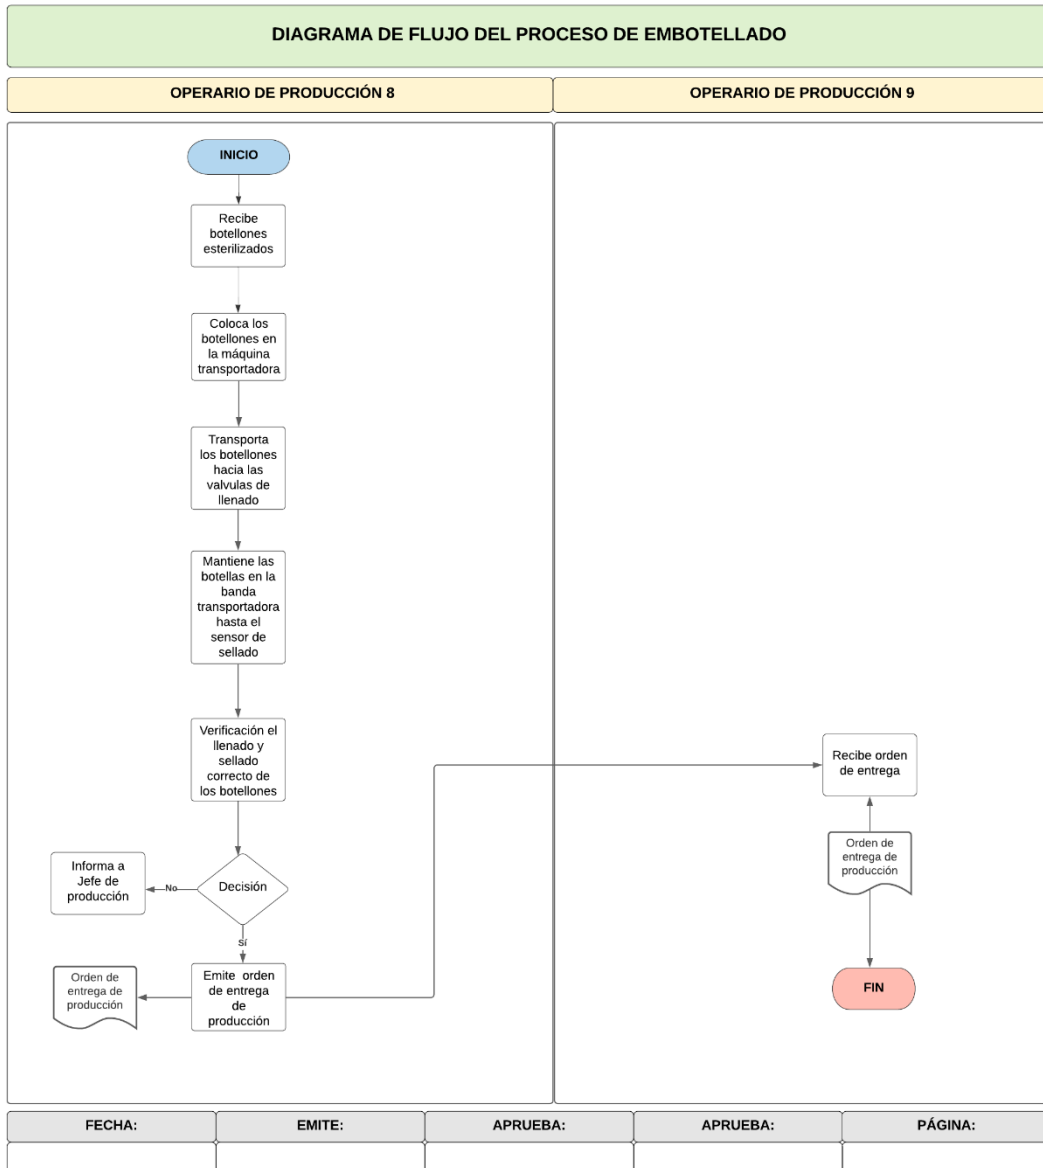 DIAGRAMA DE FLUJO DEL PROCESO DE EMBOTELLADO
OPERARIO DE PRODUCCIÓN 8
OPERARIO DE PRODUCCIÓN 9
INICIO
Recibe
botellones
esterilizados
Coloca los
botellones en
la máquina
transportadora
Transporta
los botellones
hacia las
valvulas de
llenado
Mantiene las
botellas en la
banda
transportadora
hasta el
sensor de
sellado
Verificación el
llenado y
sellado
correcto de
los botellones
Decisión
No
Informa a
Jefe de
producción
Sí
Emite orden
de entrega
de
producción
Orden de
entrega de
producción
Recibe orden
de entrega
Orden de
entrega de
producción
FIN
FECHA:
EMITE:
APRUEBA:
APRUEBA:
PÁGINA: